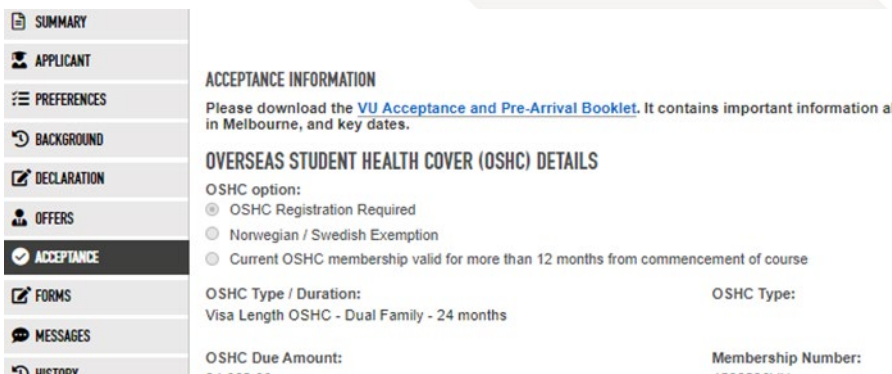 SUMMARY
APPLICANT
PREFERENCES
BACKGROUND
DECLARATION
OFFERS
ACCEPTANCE
FORMS
MESSAGES
HISTORY
ACCEPTANCE INFORMATION
Please download the VU Acceptance and Pre-Arrival Booklet. It contains important information a
in Melbourne, and key dates.
OVERSEAS STUDENT HEALTH COVER (OSHC) DETAILS
OSHC option:
OSHC Registration Required
Norwegian / Swedish Exemption
Current OSHC membership valid for more than 12 months from commencement of course
OSHC Type / Duration:
OSHC Type:
Visa Length OSHC - Dual Family - 24 months
OSHC Due Amount:
Membership Number: